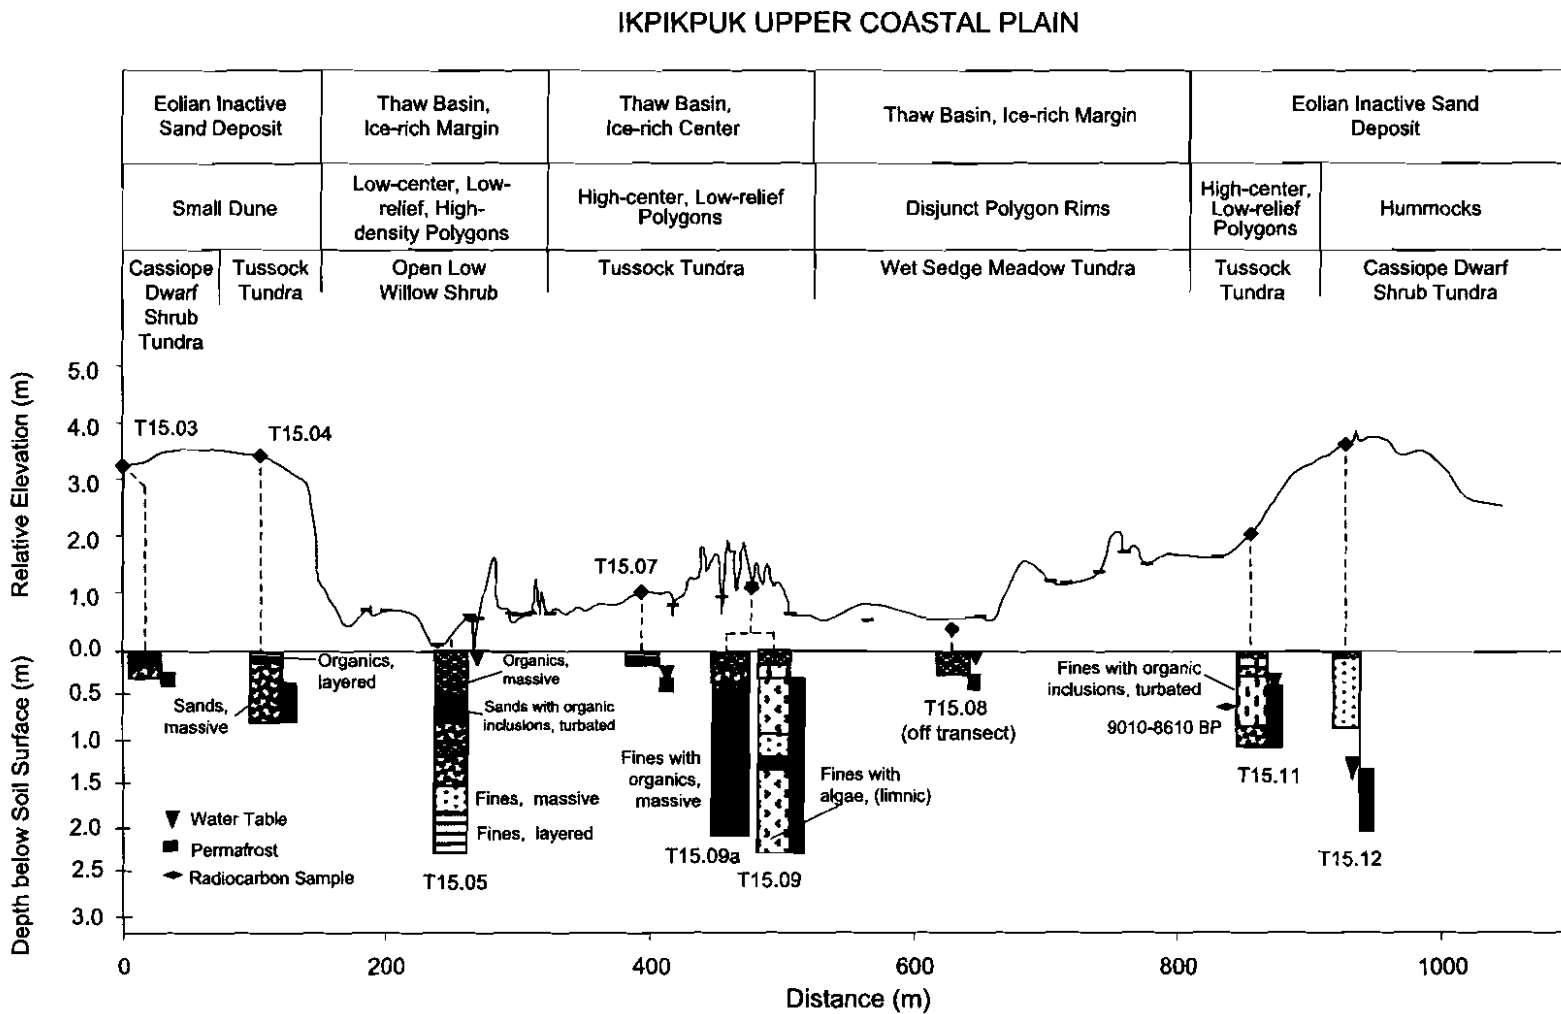 IKPIKPUK UPPER COASTAL PLAIN
Eolian Inactive
Sand Deposit
Thaw Basin,
Ice-rich Margin
Thaw Basin,
Ice-rich Center
Thaw Basin, Ice-rich Margin
Eolian Inactive Sand
Deposit
Small Dune
Low-center, Low-
relief, High-
density Polygons
High-center, Low-relief
Polygons
Disjunct Polygon Rims
High-center,
Low-relief
Polygons
Hummocks
Cassiope
Dwarf
Shrub
Tundra
Tussock
Tundra
Open Low
Willow Shrub
Tussock Tundra
Wet Sedge Meadow Tundra
Tussock
Tundra
Cassiope Dwarf
Shrub Tundra
Relative Elevation (m)
5.0
4.0
3.0
2.0
1.0
0.0
T15.03
T15.04
T15.07
Depth below Soil Surface (m)
0.5
1.0
1.5
2.0
2.5
3.0
Organics,
layered
Sands,
massive
Organics,
massive
Sands with organic
inclusions, turbated
Fines, massive
Fines, layered
T15.05
Fines with
organics,
massive
T15.09a
T15.09
Fines with
algae, (limnic)
T15.08
(off transect)
Fines with organic
inclusions, turbated
9010-8610 BP
T15.11
T15.12
Water Table
Permafrost
Radiocarbon Sample
0
200
400
600
800
1000
Distance (m)